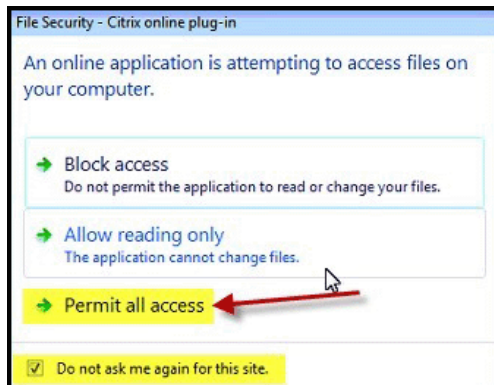 File Security - Citrix online plug-in
An online application is attempting to access files on
your computer.
Block access
Do not permit the application to read or change your files.
Allow reading only
The application cannot change files.
Permit all access
Do not ask me again for this site.